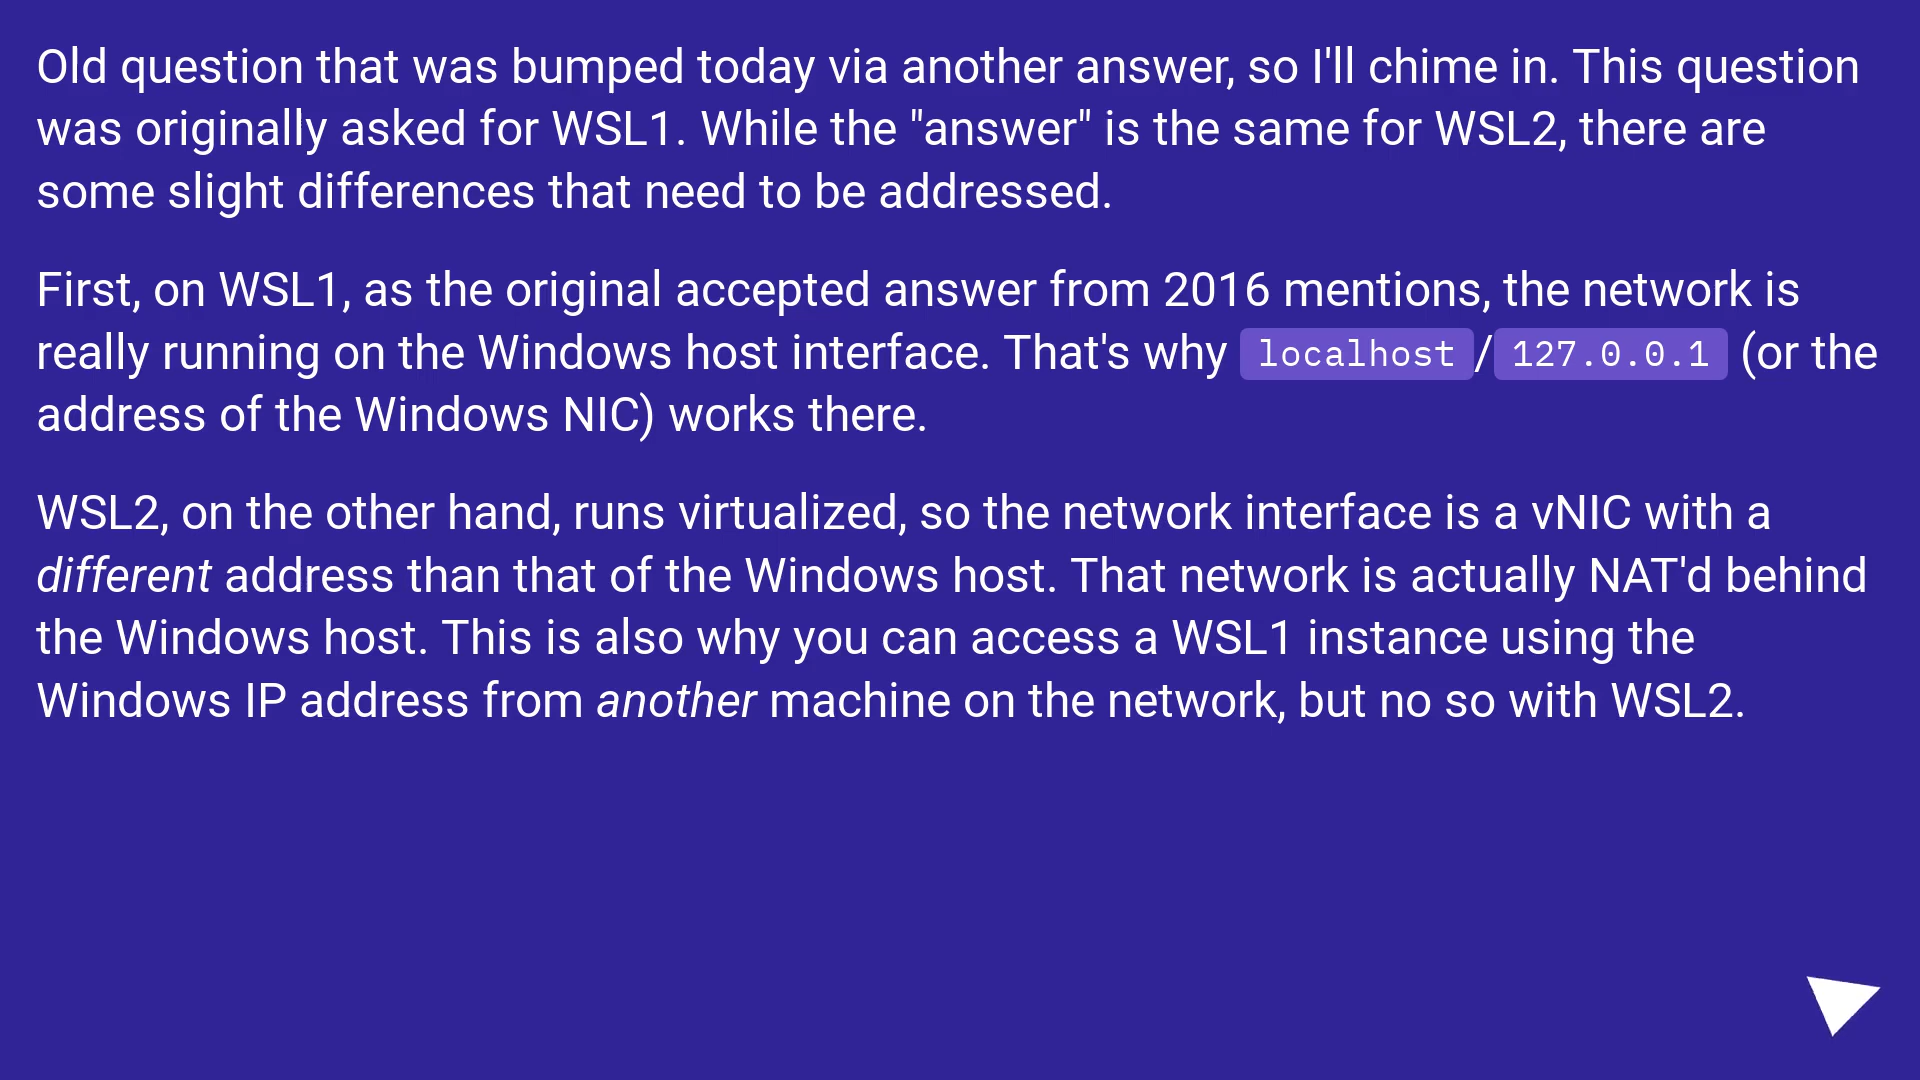 Old question that was bumped today via another answer, so I'll chime in. This question
was originally asked for WSL1. While the "answer" is the same for WSL2, there are
some slight differences that need to be addressed.
First, on WSL1, as the original accepted answer from 2016 mentions, the network is
really running on the Windows host interface. That's why localhost/127.0.0.1 (or the
address of the Windows NIC) works there.
WSL2, on the other hand, runs virtualized, so the network interface is a vNIC with a
different address than that of the Windows host. That network is actually NAT'd behind
the Windows host. This is also why you can access a WSL1 instance using the
Windows IP address from another machine on the network, but no so with WSL2.